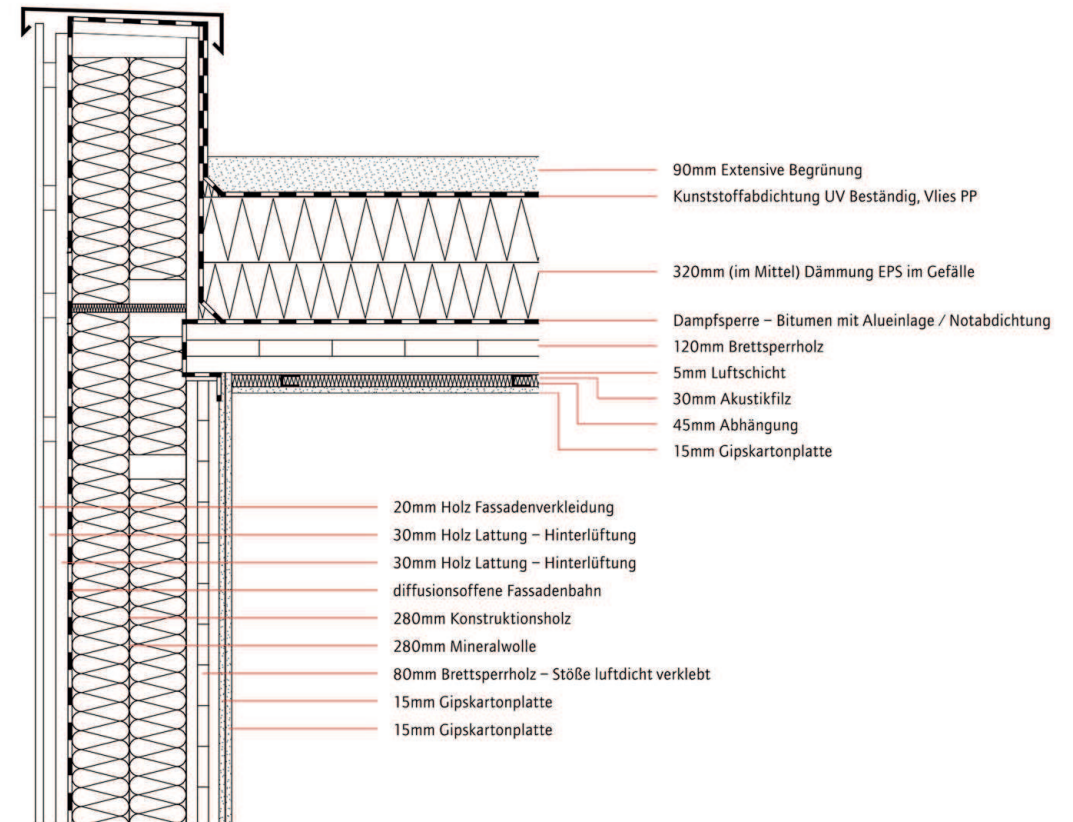 90mm Extensive Begrünung
Kunststoffabdichtung UV Beständig, Vlies PP
320mm (im Mittel) Dämmung EPS im Gefälle
Dampfsperre – Bitumen mit Alueinlage / Notabdichtung
120mm Brettsperrholz
5mm Luftschicht
30mm Akustikfilz
45mm Abhängung
15mm Gipskartonplatte
20mm Holz Fassadenverkleidung
30mm Holz Lattung – Hinterlüftung
30mm Holz Lattung – Hinterlüftung
diffusionsoffene Fassadenbahn
280mm Konstruktionsholz
280mm Mineralwolle
80mm Brettsperrholz – Stöße luftdicht verklebt
15mm Gipskartonplatte
15mm Gipskartonplatte